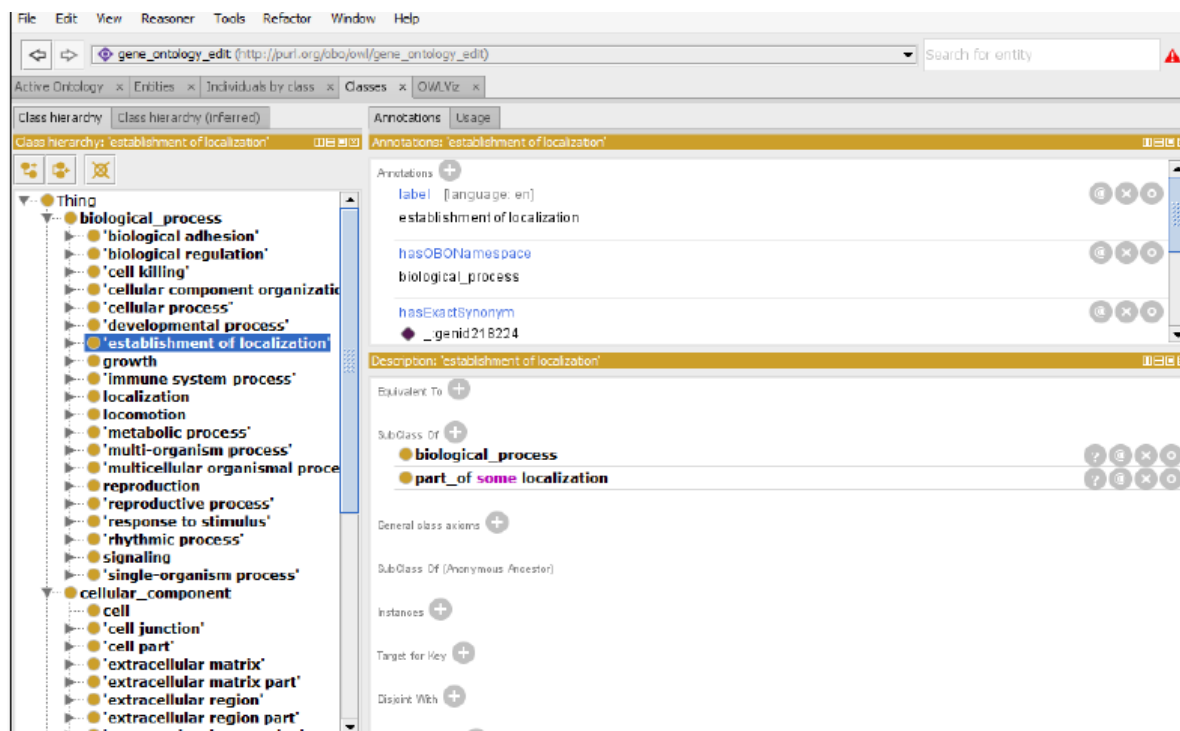 File Edit View Reasoner Tools Refactor Window Help
gene_ontology_edit (http://purl.org/obo/owl/gene_ontology_edit)
Search for entity
Active Ontology × Entities × Individuals by class × Classes × OWLViz ×
Class hierarchy Class hierarchy (inferred)
Class hierarchy: 'establishment of localization'
Thing
biological_process
'biological adhesion'
'biological regulation'
'cell killing'
'cellular component organizatio
'cellular process'
'developmental process'
'establishment of localization'
growth
'immune system process'
localization
locomotion
'metabolic process'
'multi-organism process'
'multicellular organismal proce
reproduction
'reproductive process'
'response to stimulus'
'rhythmic process'
signaling
'single-organism process'
cellular_component
cell
'cell junction'
'cell part'
'extracellular matrix'
'extracellular matrix part'
'extracellular region'
'extracellular region part'
Annotations Usage
Annotations: 'establishment of localization'
Annotations
label [language: en]
establishment of localization
hasOBONamespace
biological_process
hasExactSynonym
_:genid218224
Description: 'establishment of localization'
Equivalent To
SubClass Of
biological_process
part_of some localization
General class axioms
SubClass Of (Anonymous Ancestor)
Instances
Target for Key
Disjoint With